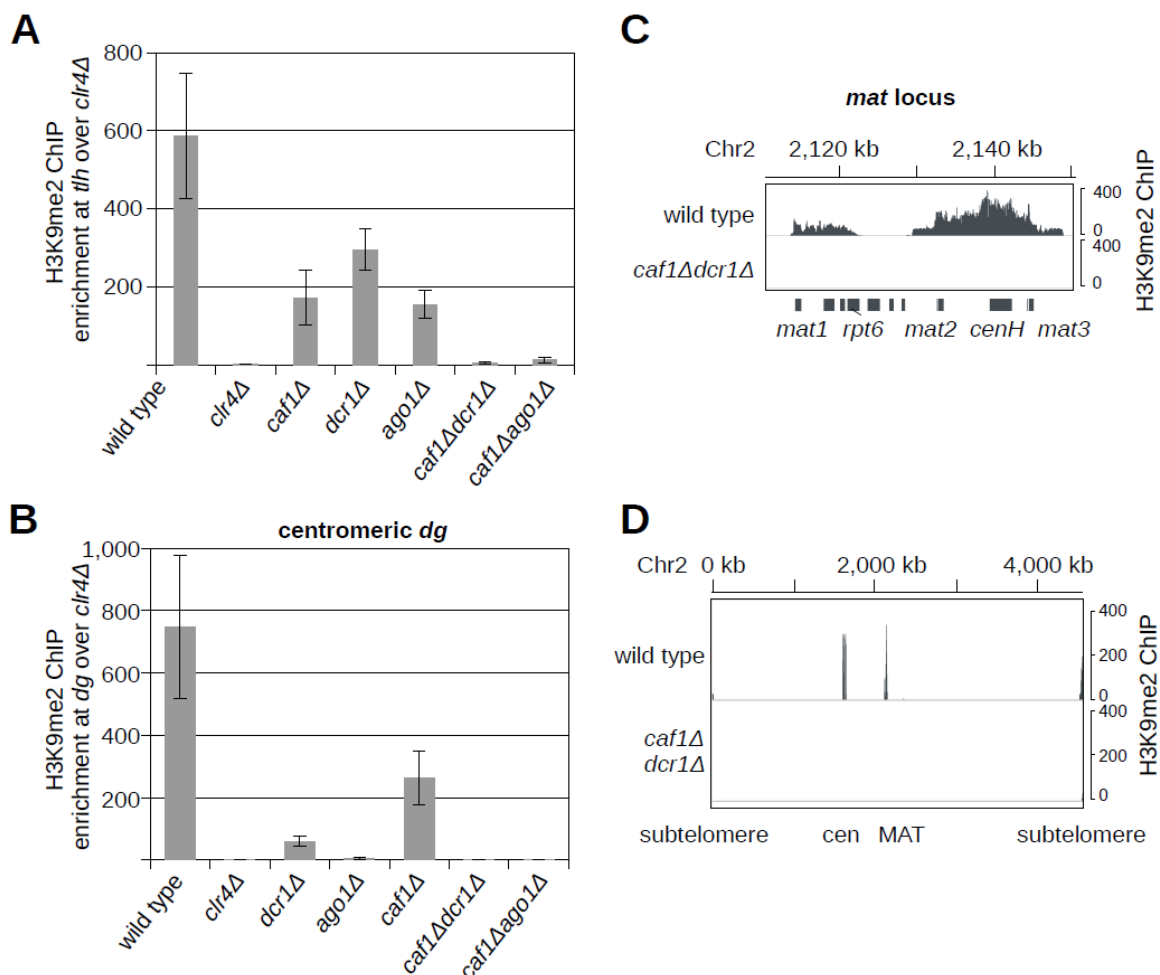 A
H3K9me2 ChIP
enrichment at tlh over clr4Δ
800
600
400
200
wild type
clr4Δ
caf1Δ
dcr1Δ
ago1Δ
caf1Δdcr1Δ
caf1Δago1Δ
B
centromeric dg
H3K9me2 ChIP
enrichment at dg over clr4Δ
1,000
800
600
400
200
wild type
clr4Δ
dcr1Δ
ago1Δ
caf1Δ
caf1Δdcr1Δ
caf1Δago1Δ
C
mat locus
Chr2 2,120 kb 2,140 kb
wild type
400
0
caf1Δdcr1Δ
400
0
H3K9me2 ChIP
mat1 rpt6 mat2 cenH mat3
D
Chr2 0 kb 2,000 kb 4,000 kb
wild type
400
200
0
caf1Δ
dcr1Δ
400
200
0
H3K9me2 ChIP
subtelomere cen MAT subtelomere